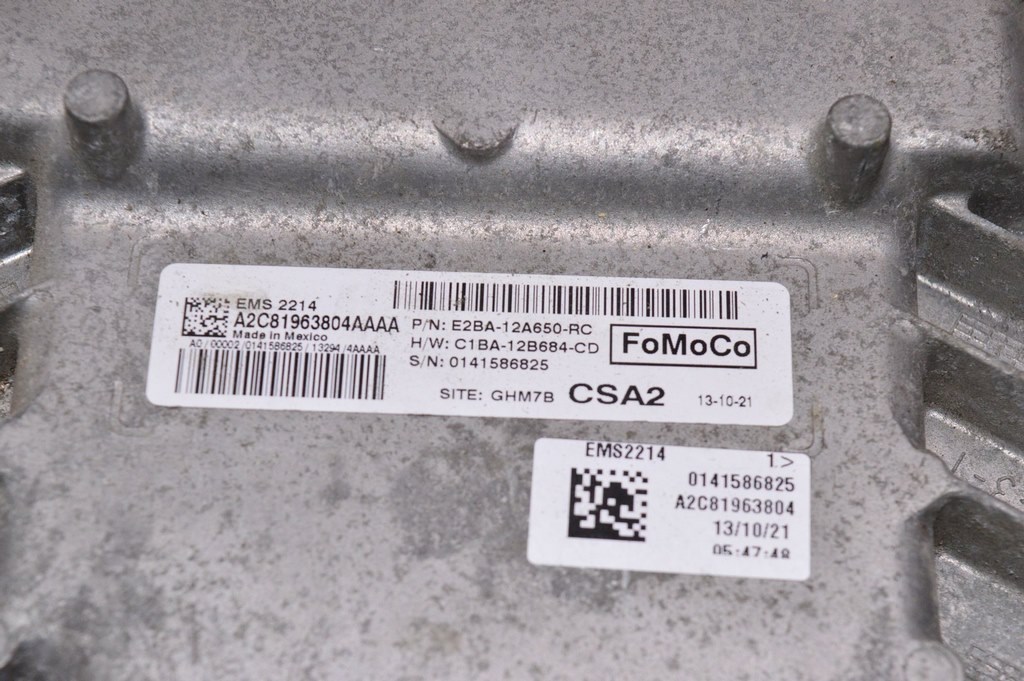 EMS 2214
A2C81963804AAAA
Made in Mexico
A0/ 00002 /0141586825 / 13294 /4AAAA
P/N: E2BA-12A650-RC
H/W: C1BA-12B684-CD
S/N: 0141586825
FoMoCo
SITE: GHM7B CSA2 13-10-21
EMS2214 1.>
0141586825
A2C81963804
13/10/21
05:47:48